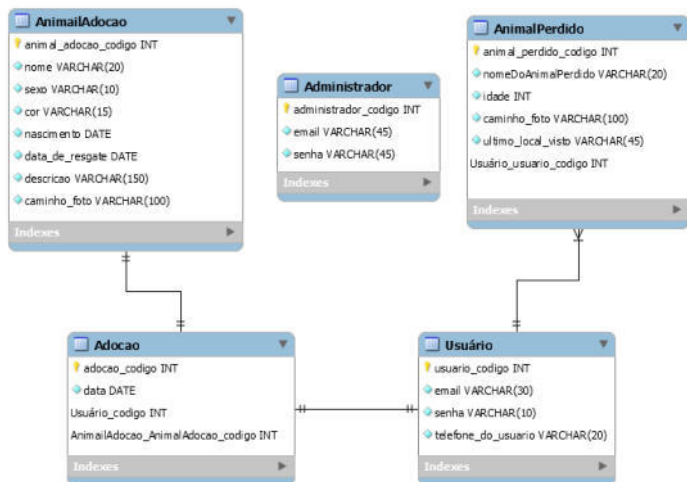 AnimailAdocao
animal_adocao_codigo INT
nome VARCHAR(20)
sexo VARCHAR(10)
cor VARCHAR(15)
nascimento DATE
data_de_resgate DATE
descricao VARCHAR(150)
caminho_foto VARCHAR(100)
Indexes
Administrador
administrador_codigo INT
email VARCHAR(45)
senha VARCHAR(45)
Indexes
AnimalPerdido
animal_perdido_codigo INT
nomeDoAnimalPerdido VARCHAR(20)
idade INT
caminho_foto VARCHAR(100)
ultimo_local_visto VARCHAR(45)
Usuário_usuario_codigo INT
Indexes
Adocao
adocao_codigo INT
data DATE
Usuário_codigo INT
AnimailAdocao_AnimalAdocao_codigo INT
Indexes
Usuário
usuario_codigo INT
email VARCHAR(30)
senha VARCHAR(10)
telefone_do_usuario VARCHAR(20)
Indexes